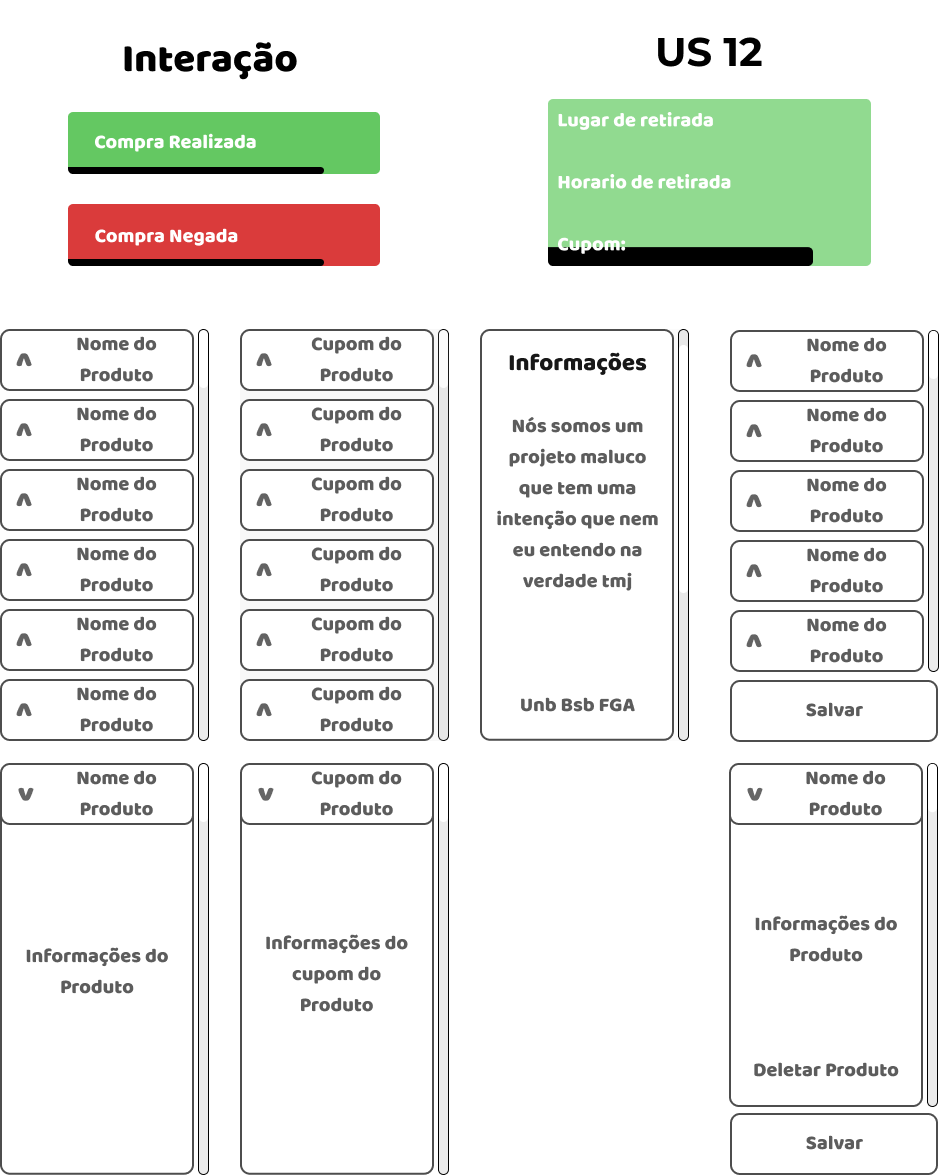 Interação
US 12
Compra Realizada
Compra Negada
Lugar de retirada
Horario de retirada
Cupom:
Nome do
Produto
Nome do
Produto
Nome do
Produto
Nome do
Produto
Nome do
Produto
Nome do
Produto
Cupom do
Produto
Cupom do
Produto
Cupom do
Produto
Cupom do
Produto
Cupom do
Produto
Cupom do
Produto
Informações
Nós somos um
projeto maluco
que tem uma
intenção que nem
eu entendo na
verdade tmj
Unb Bsb FGA
Nome do
Produto
Nome do
Produto
Nome do
Produto
Nome do
Produto
Nome do
Produto
Salvar
Nome do
Produto
Informações do
Produto
Cupom do
Produto
Informações do
cupom do
Produto
Nome do
Produto
Informações do
Produto
Deletar Produto
Salvar